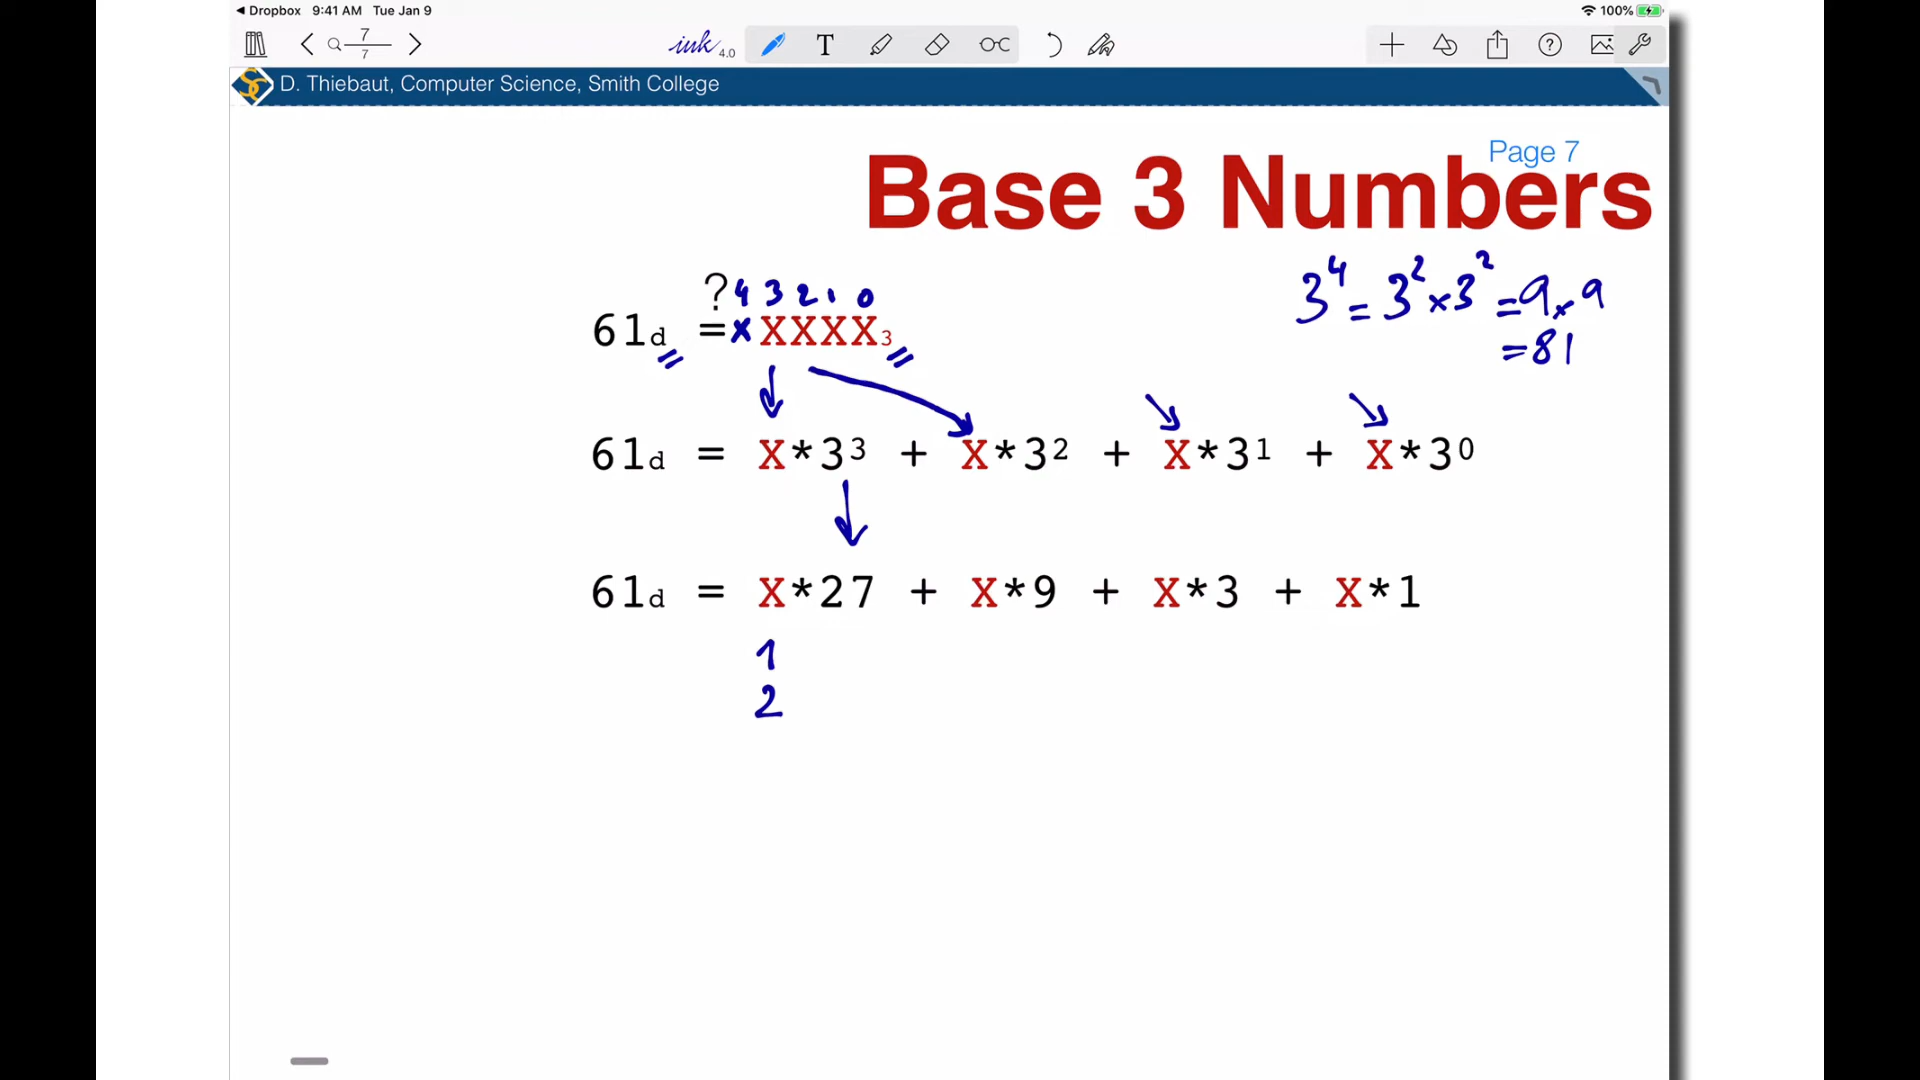 Dropbox 9:41 AM Tue Jan 9 100%
7
7
ink 4.0 T ?
D. Thiebaut, Computer Science, Smith College
Page 7
Base 3 Numbers
? 4 3 2 1 0
61d = x XXXX3
3⁴ = 3² × 3² = 9 × 9
= 81
61d = X*3³ + X*3² + X*3¹ + X*3⁰
61d = X*27 + X*9 + X*3 + X*1
1
2